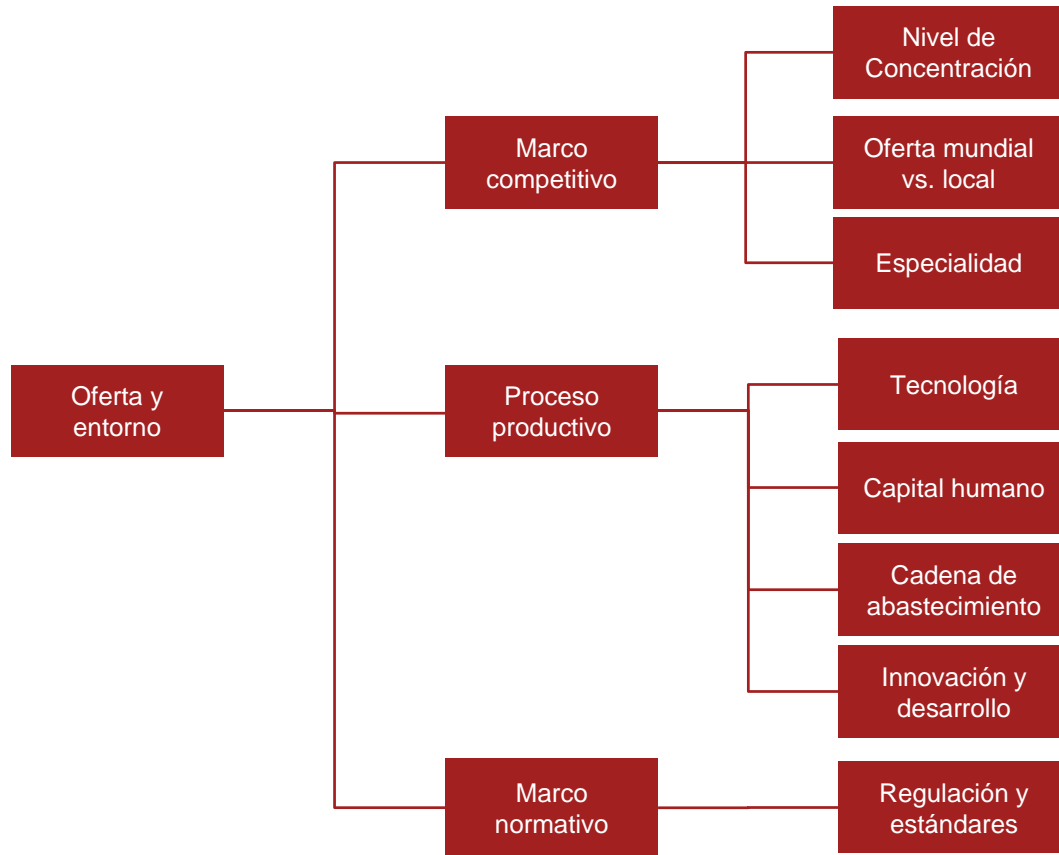 Oferta y
entorno
Marco
competitivo
Nivel de
Concentración
Oferta mundial
vs. local
Especialidad
Proceso
productivo
Tecnología
Capital humano
Cadena de
abastecimiento
Innovación y
desarrollo
Marco
normativo
Regulación y
estándares